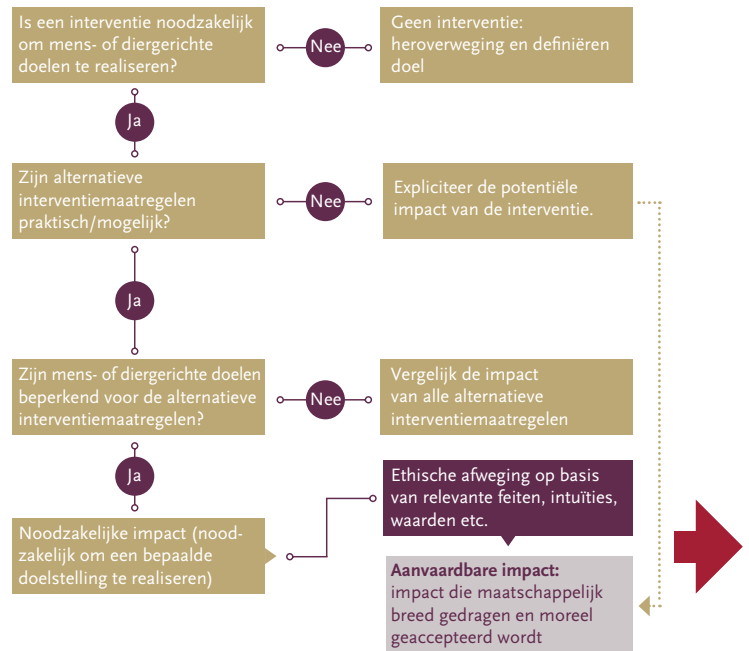 Is een interventie noodzakelijk
om mens- of diergerichte
doelen te realiseren?
Nee
Geen interventie:
heroverweging en definiëren
doel
Ja
Zijn alternatieve
interventiemaatregelen
praktisch/mogelijk?
Nee
Expliciteer de potentiële
impact van de interventie.
Ja
Zijn mens- of diergerichte doelen
beperkend voor de alternatieve
interventiemaatregelen?
Nee
Vergelijk de impact
van alle alternatieve
interventiemaatregelen
Ja
Noodzakelijke impact (nood-
zakelijk om een bepaalde
doelstelling te realiseren)
Ethische afweging op basis
van relevante feiten, intuïties,
waarden etc.
Aanvaardbare impact:
impact die maatschappelijk
breed gedragen en moreel
geaccepteerd wordt